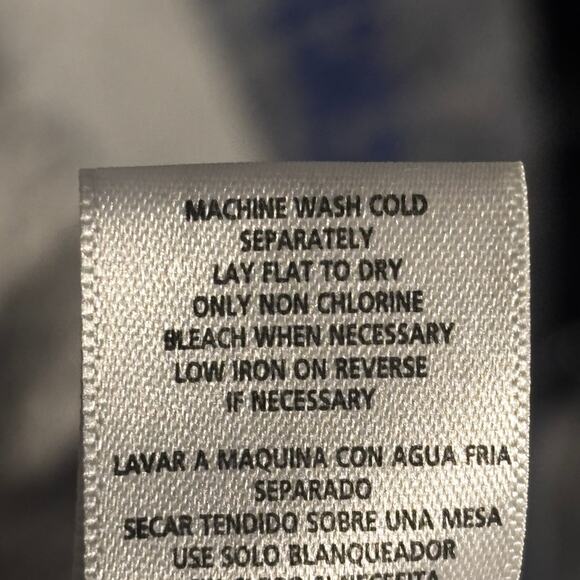 MACHINE WASH COLD
SEPARATELY
LAY FLAT TO DRY
ONLY NON CHLORINE
BLEACH WHEN NECESSARY
LOW IRON ON REVERSE
IF NECESSARY
LAVAR A MAQUINA CON AGUA FRIA
SEPARADO
SECAR TENDIDO SOBRE UNA MESA
USE SOLO BLANQUEADOR